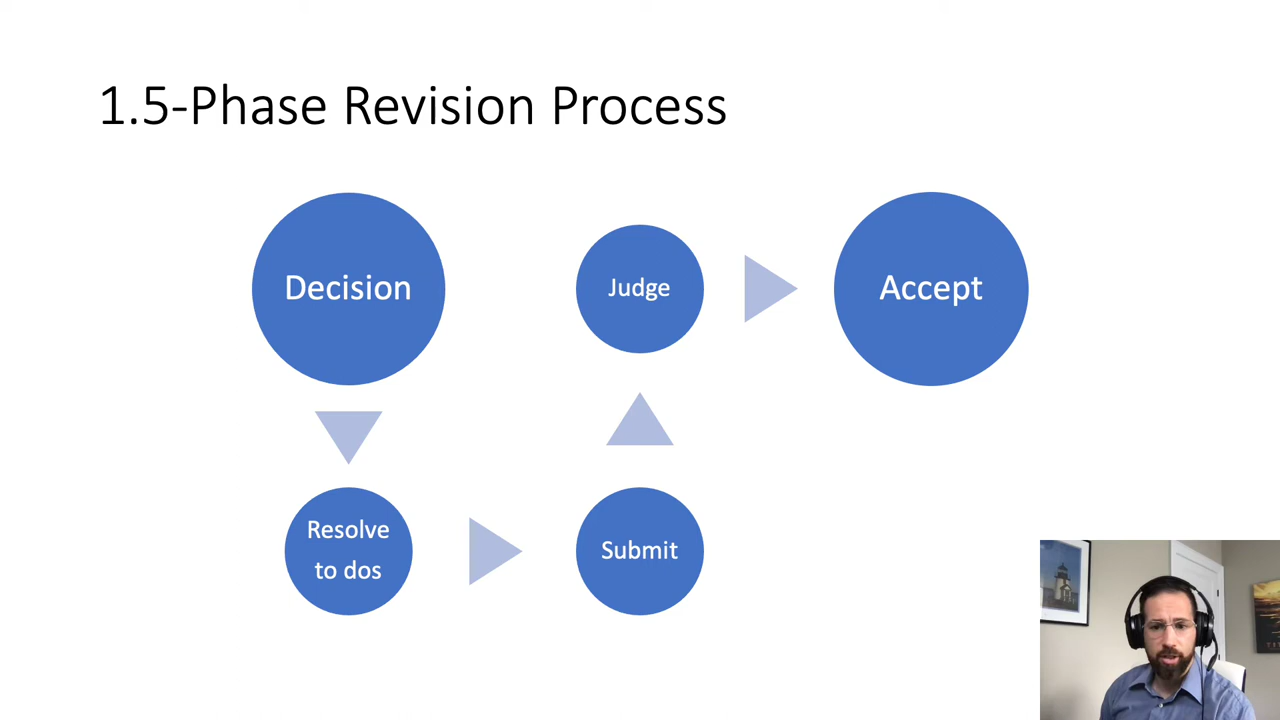 1.5-Phase Revision Process
Decision
Judge
Accept
Resolve
to dos
Submit